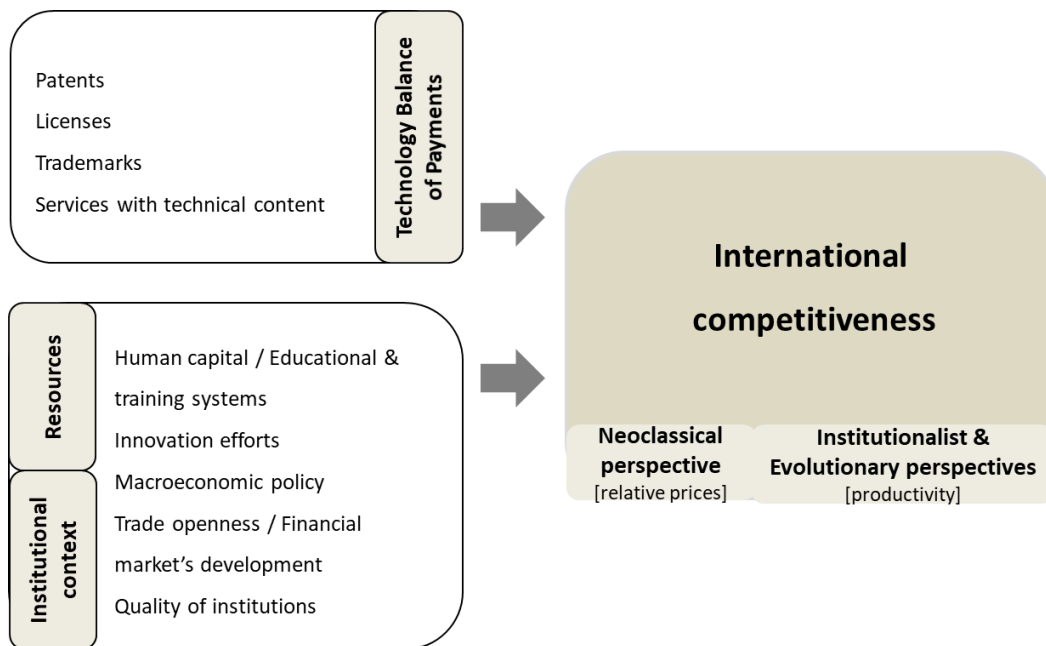 Patents
Licenses
Trademarks
Services with technical content
Technology Balance
of Payments
Resources
Institutional
context
Human capital / Educational &
training systems
Innovation efforts
Macroeconomic policy
Trade openness / Financial
market’s development
Quality of institutions
International
competitiveness
Neoclassical
perspective
[relative prices]
Institutionalist &
Evolutionary perspectives
[productivity]